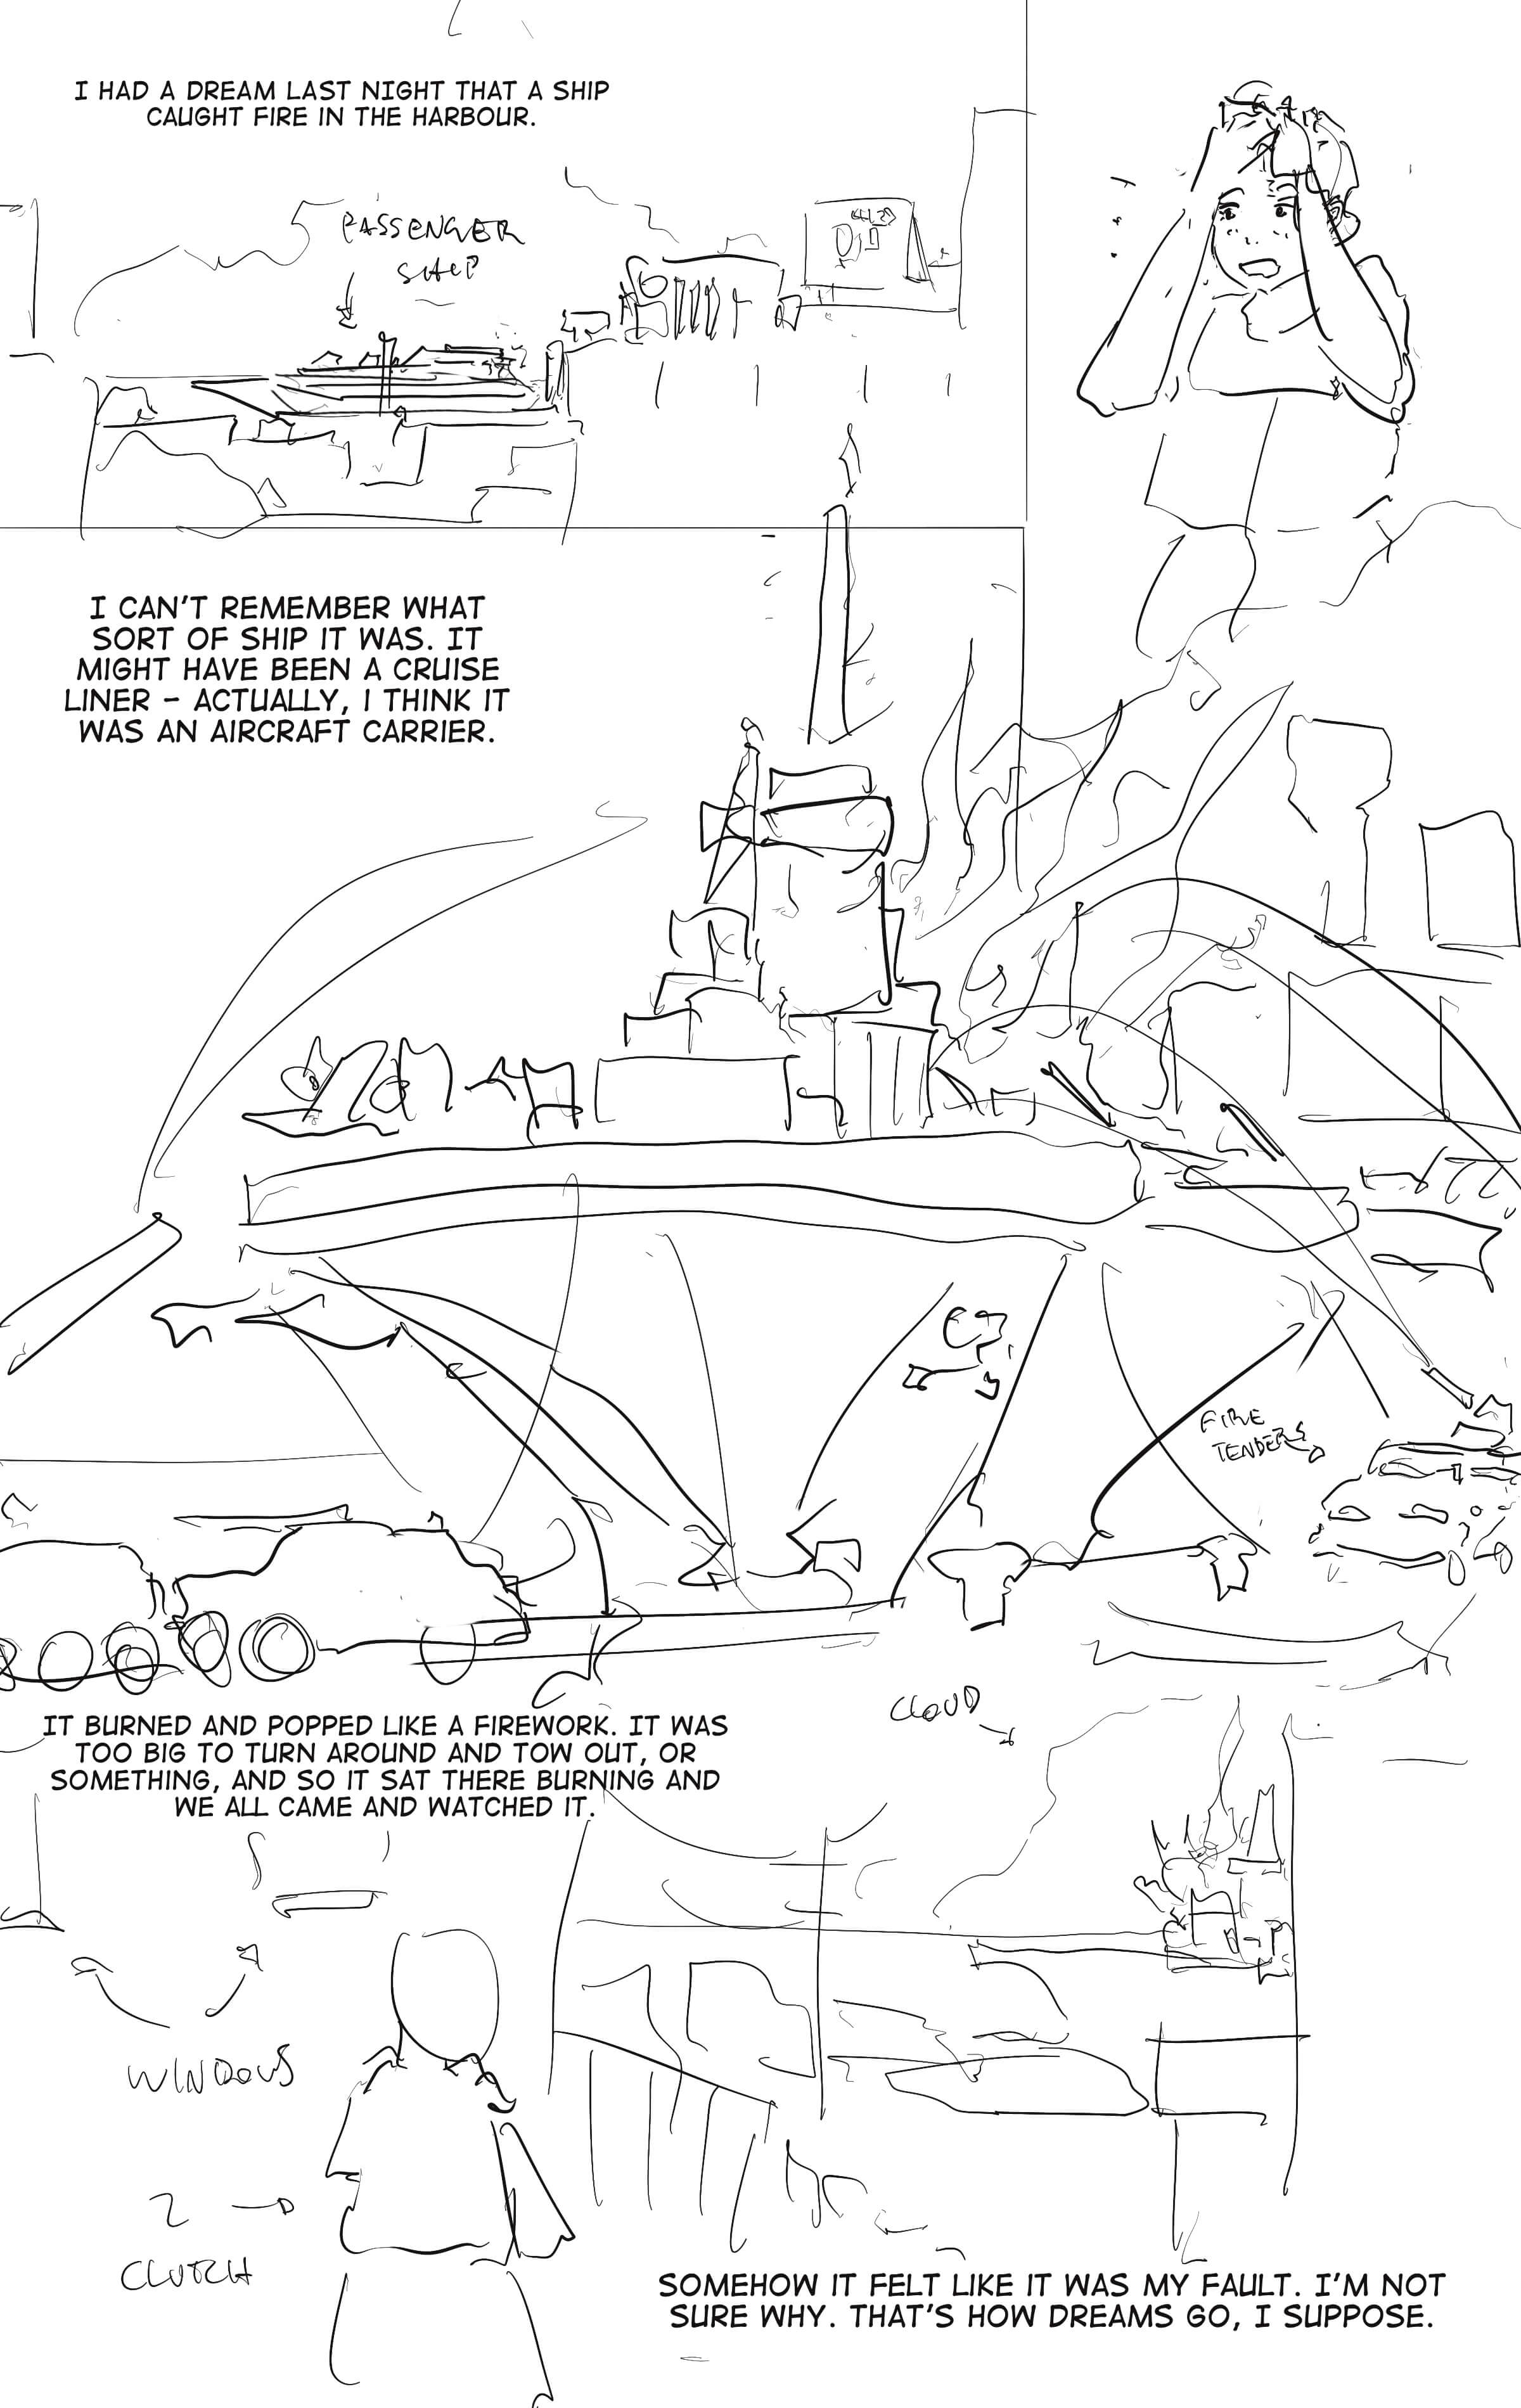 I HAD A DREAM LAST NIGHT THAT A SHIP
CAUGHT FIRE IN THE HARBOUR.
PASSENGER
SHIP
I CAN'T REMEMBER WHAT
SORT OF SHIP IT WAS. IT
MIGHT HAVE BEEN A CRUISE
LINER – ACTUALLY, I THINK IT
WAS AN AIRCRAFT CARRIER.
FIRE
TENDERS
CLOUD
IT BURNED AND POPPED LIKE A FIREWORK. IT WAS
TOO BIG TO TURN AROUND AND TOW OUT, OR
SOMETHING, AND SO IT SAT THERE BURNING AND
WE ALL CAME AND WATCHED IT.
WINDOWS
CLUTCH
SOMEHOW IT FELT LIKE IT WAS MY FAULT. I'M NOT
SURE WHY. THAT'S HOW DREAMS GO, I SUPPOSE.